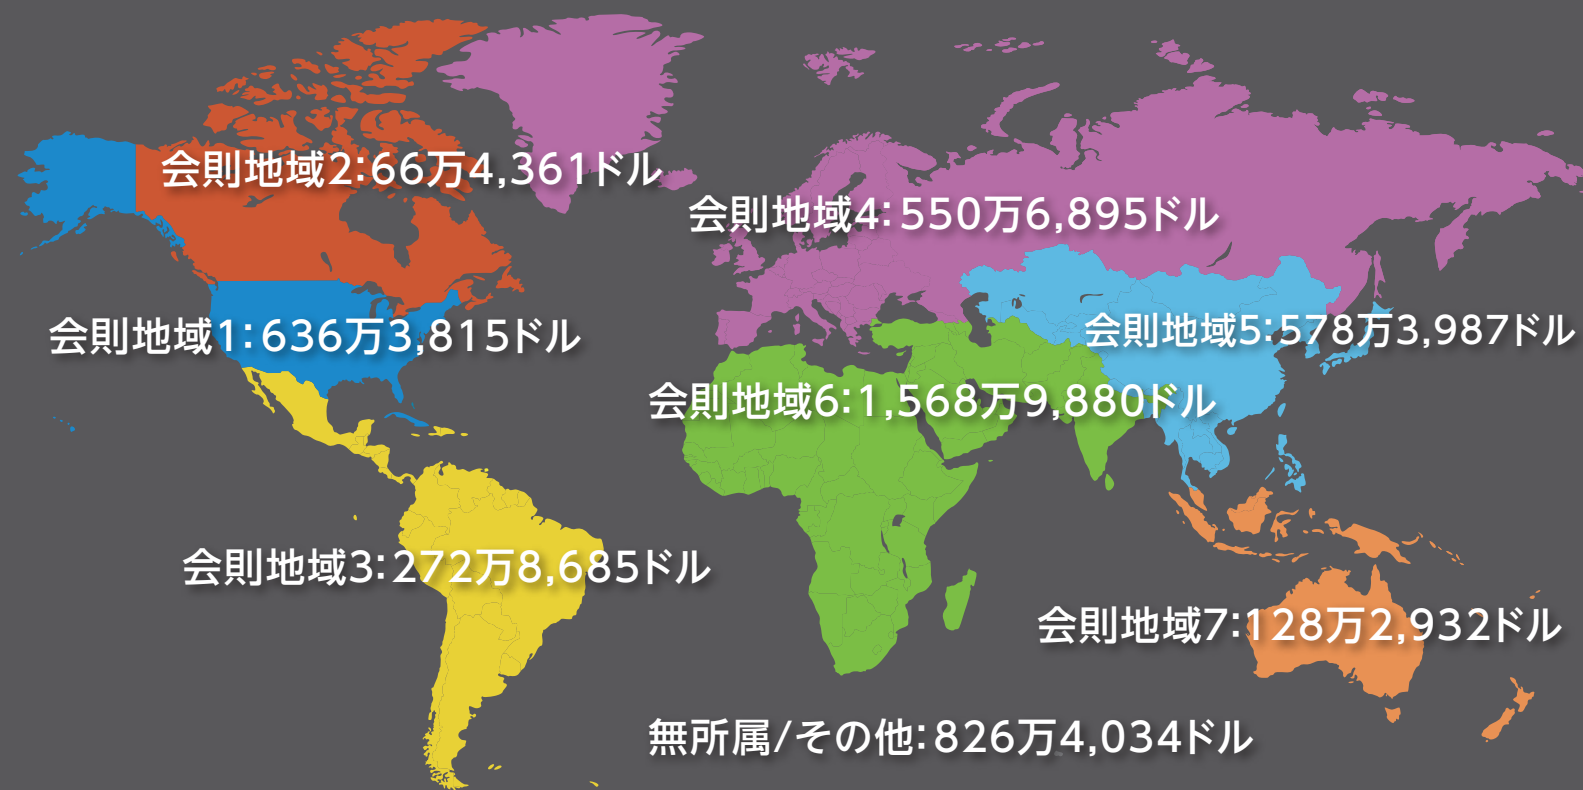 会則地域2:66万4,361ドル
会則地域4:550万6,895ドル
会則地域1:636万3,815ドル
会則地域5:578万3,987ドル
会則地域6:1,568万9,880ドル
会則地域3:272万8,685ドル
会則地域7:128万2,932ドル
無所属/その他:826万4,034ドル